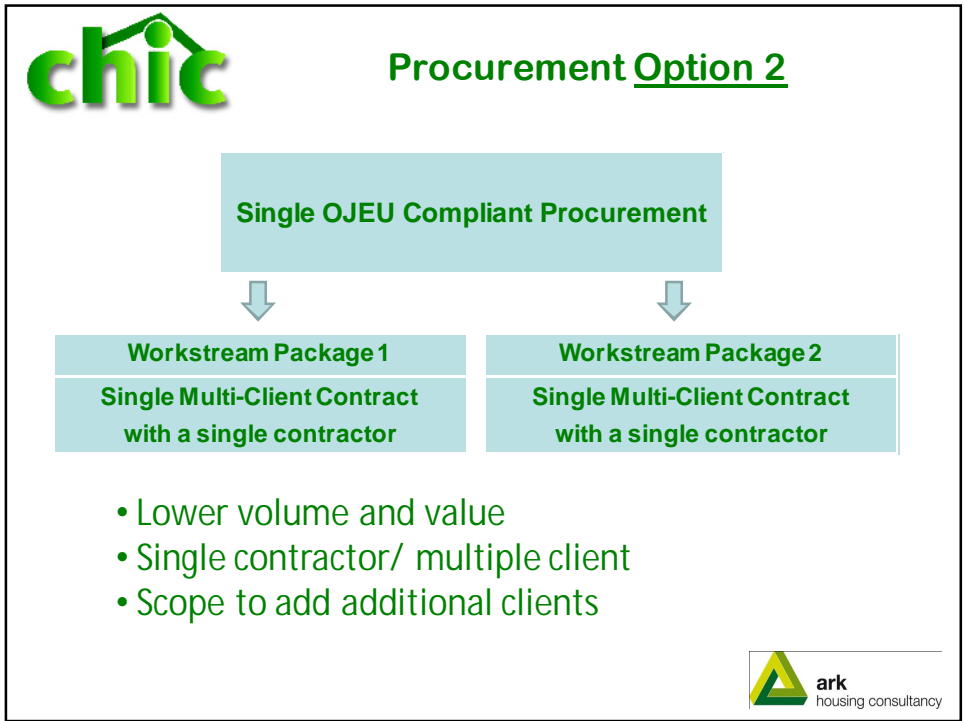 chic
Procurement Option 2
Single OJEU Compliant Procurement
Workstream Package 1
Single Multi-Client Contract
with a single contractor
Workstream Package 2
Single Multi-Client Contract
with a single contractor
• Lower volume and value
• Single contractor/ multiple client
• Scope to add additional clients
ark
housing consultancy